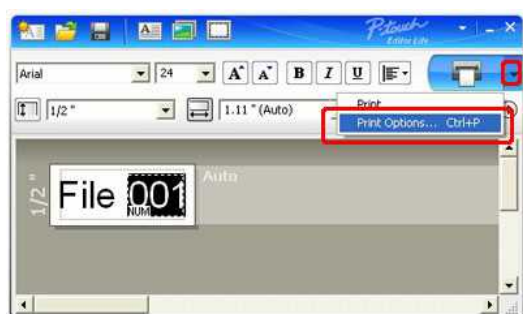 P-touch
Editor Lite
Arial
24
A A B I U
1/2 "
1.11 " (Auto)
Print
Print Options... Ctrl+P
1/2 "
File 001
NUM
Auto